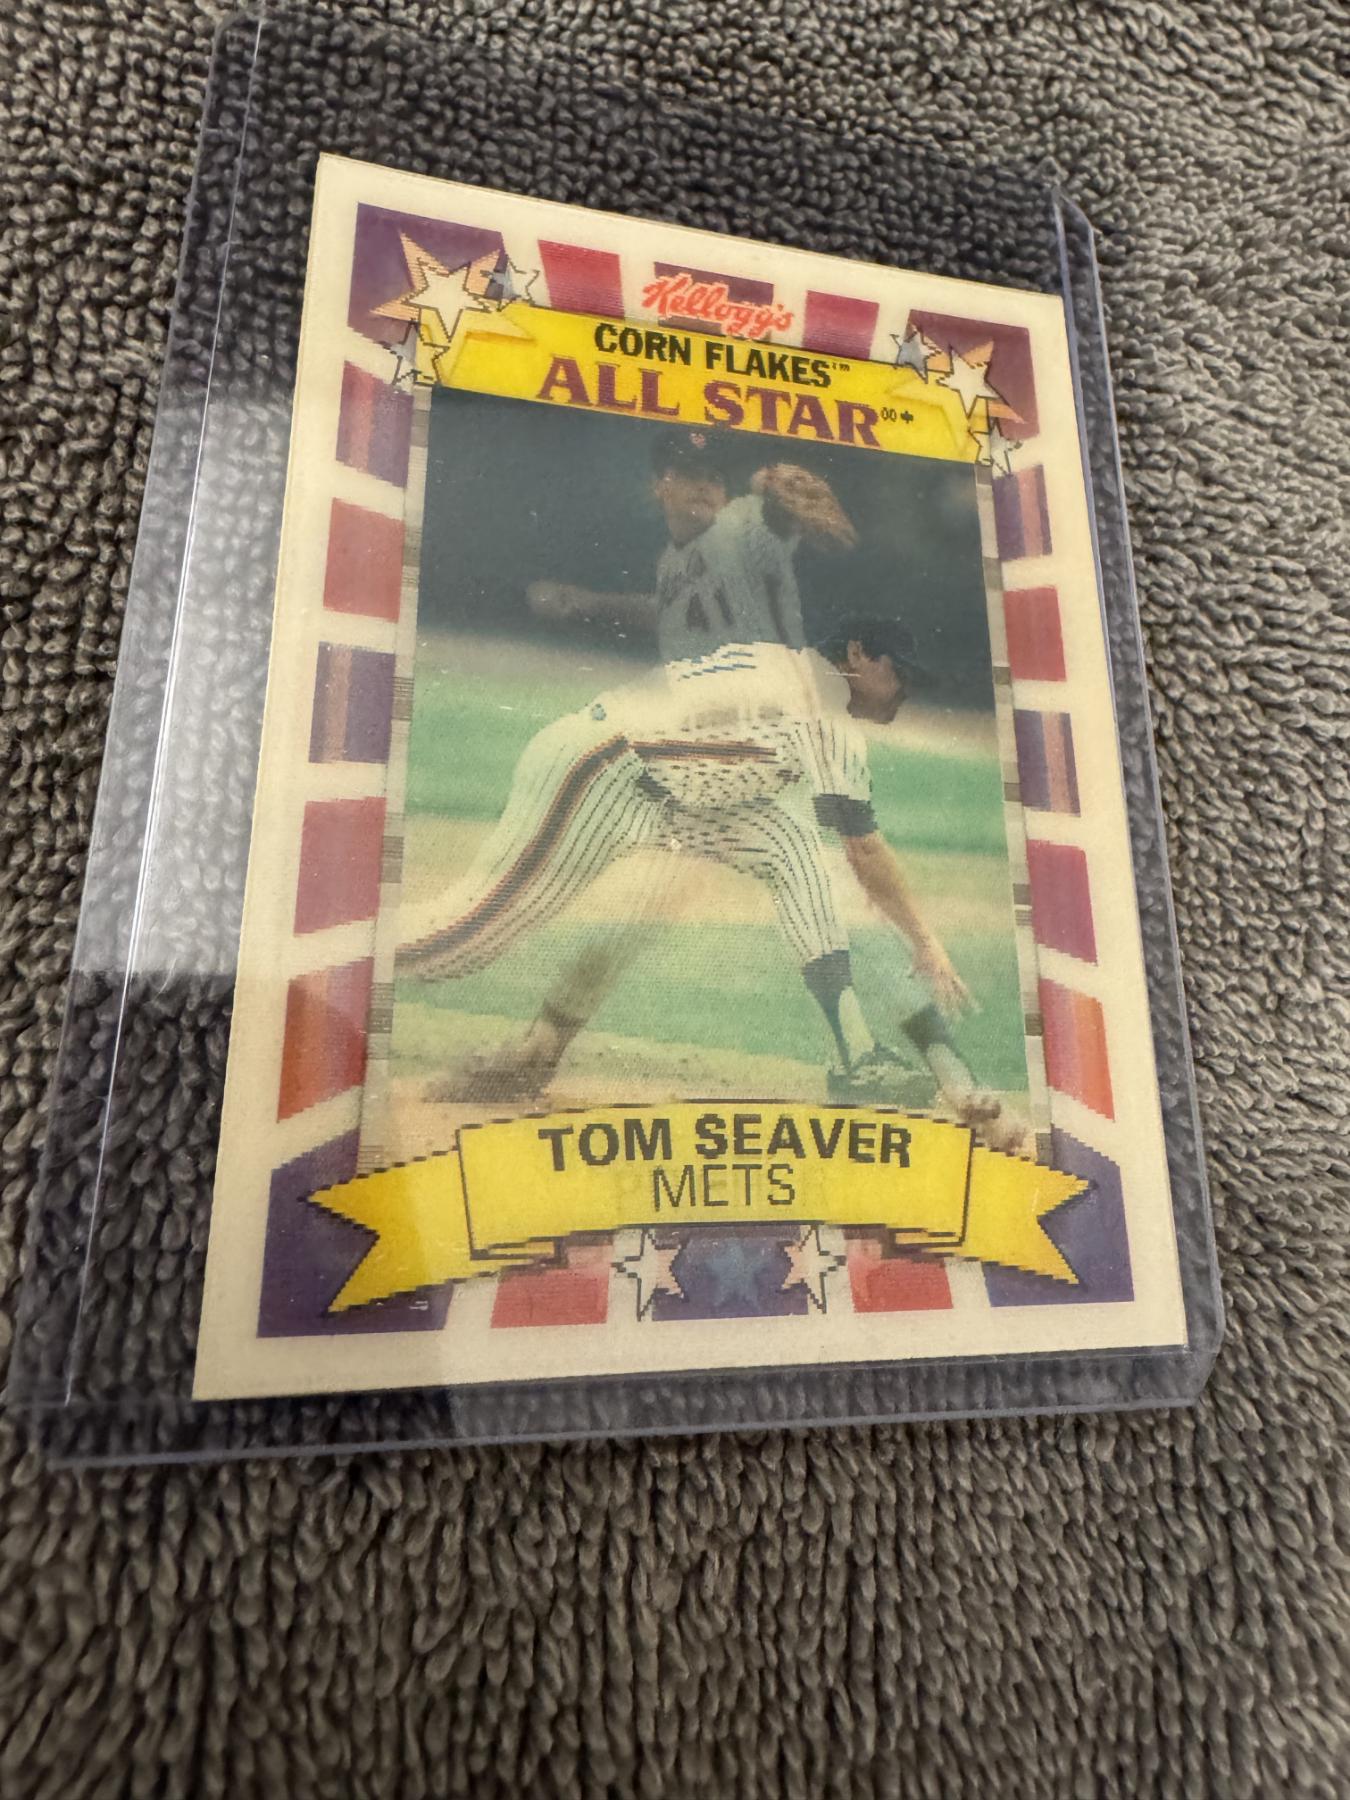 Kellogg's
CORN FLAKES™
ALL STAR
41
TOM SEAVER
METS